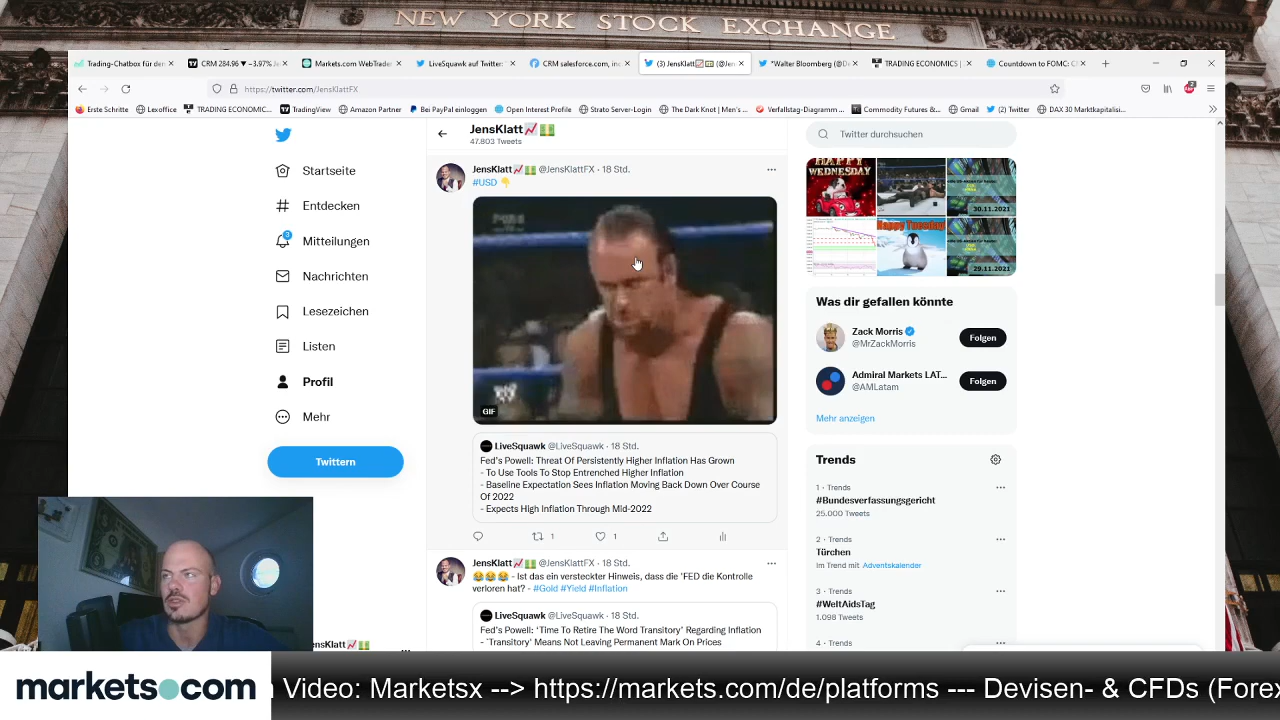 NEW YORK STOCK EXCHANGE
Trading-Chatbox für den
CRM 284.96 ▼ −3.97%
Markets.com WebTrader
LiveSquawk auf Twitter:
CRM salesforce.com, inc
(3) JensKlatt📈💵 (@Jen
"Walter Bloomberg (@De
TRADING ECONOMICS |
Countdown to FOMC: CM
https://twitter.com/JensKlattFX
Erste Schritte
Lexoffice
TRADING ECONOMIC...
TradingView
Amazon Partner
Bei PayPal einloggen
Open Interest Profile
Strato Server-Login
The Dark Knot | Men's ...
Verfallstag-Diagramm ...
Commodity Futures &...
Gmail
(2) Twitter
DAX 30 Marktkapitalisi...
JensKlatt📈💵
47.803 Tweets
Twitter durchsuchen
Startseite
Entdecken
3
Mitteilungen
Nachrichten
Lesezeichen
Listen
Profil
Mehr
Twittern
JensKlatt📈💵 @JensKlattFX · 18 Std.
#USD 👇
GIF
LiveSquawk @LiveSquawk · 18 Std.
Fed's Powell: Threat Of Persistently Higher Inflation Has Grown
- To Use Tools To Stop Entrenched Higher Inflation
- Baseline Expectation Sees Inflation Moving Back Down Over Course
Of 2022
- Expects High Inflation Through Mid-2022
1
1
JensKlatt📈💵 @JensKlattFX · 18 Std.
😂😂😂 - Ist das ein versteckter Hinweis, dass die 'FED die Kontrolle
verloren hat? - #Gold #Yield #Inflation
LiveSquawk @LiveSquawk · 18 Std.
Fed's Powell: 'Time To Retire The Word Transitory' Regarding Inflation
- 'Transitory' Means Not Leaving Permanent Mark On Prices
HAPPY
WEDNESDAY
30.11.2021
Happy Tuesday
29.11.2021
Was dir gefallen könnte
Zack Morris
@MrZackMorris
Folgen
Admiral Markets LAT...
@AMLatam
Folgen
Mehr anzeigen
Trends
1 · Trends
#Bundesverfassungsgericht
25.000 Tweets
2 · Trends
Türchen
Im Trend mit Adventskalender
3 · Trends
#WeltAidsTag
1.098 Tweets
4 · Trends
markets.com
Video: Marketsx --> https://markets.com/de/platforms --- Devisen- & CFDs (Forex